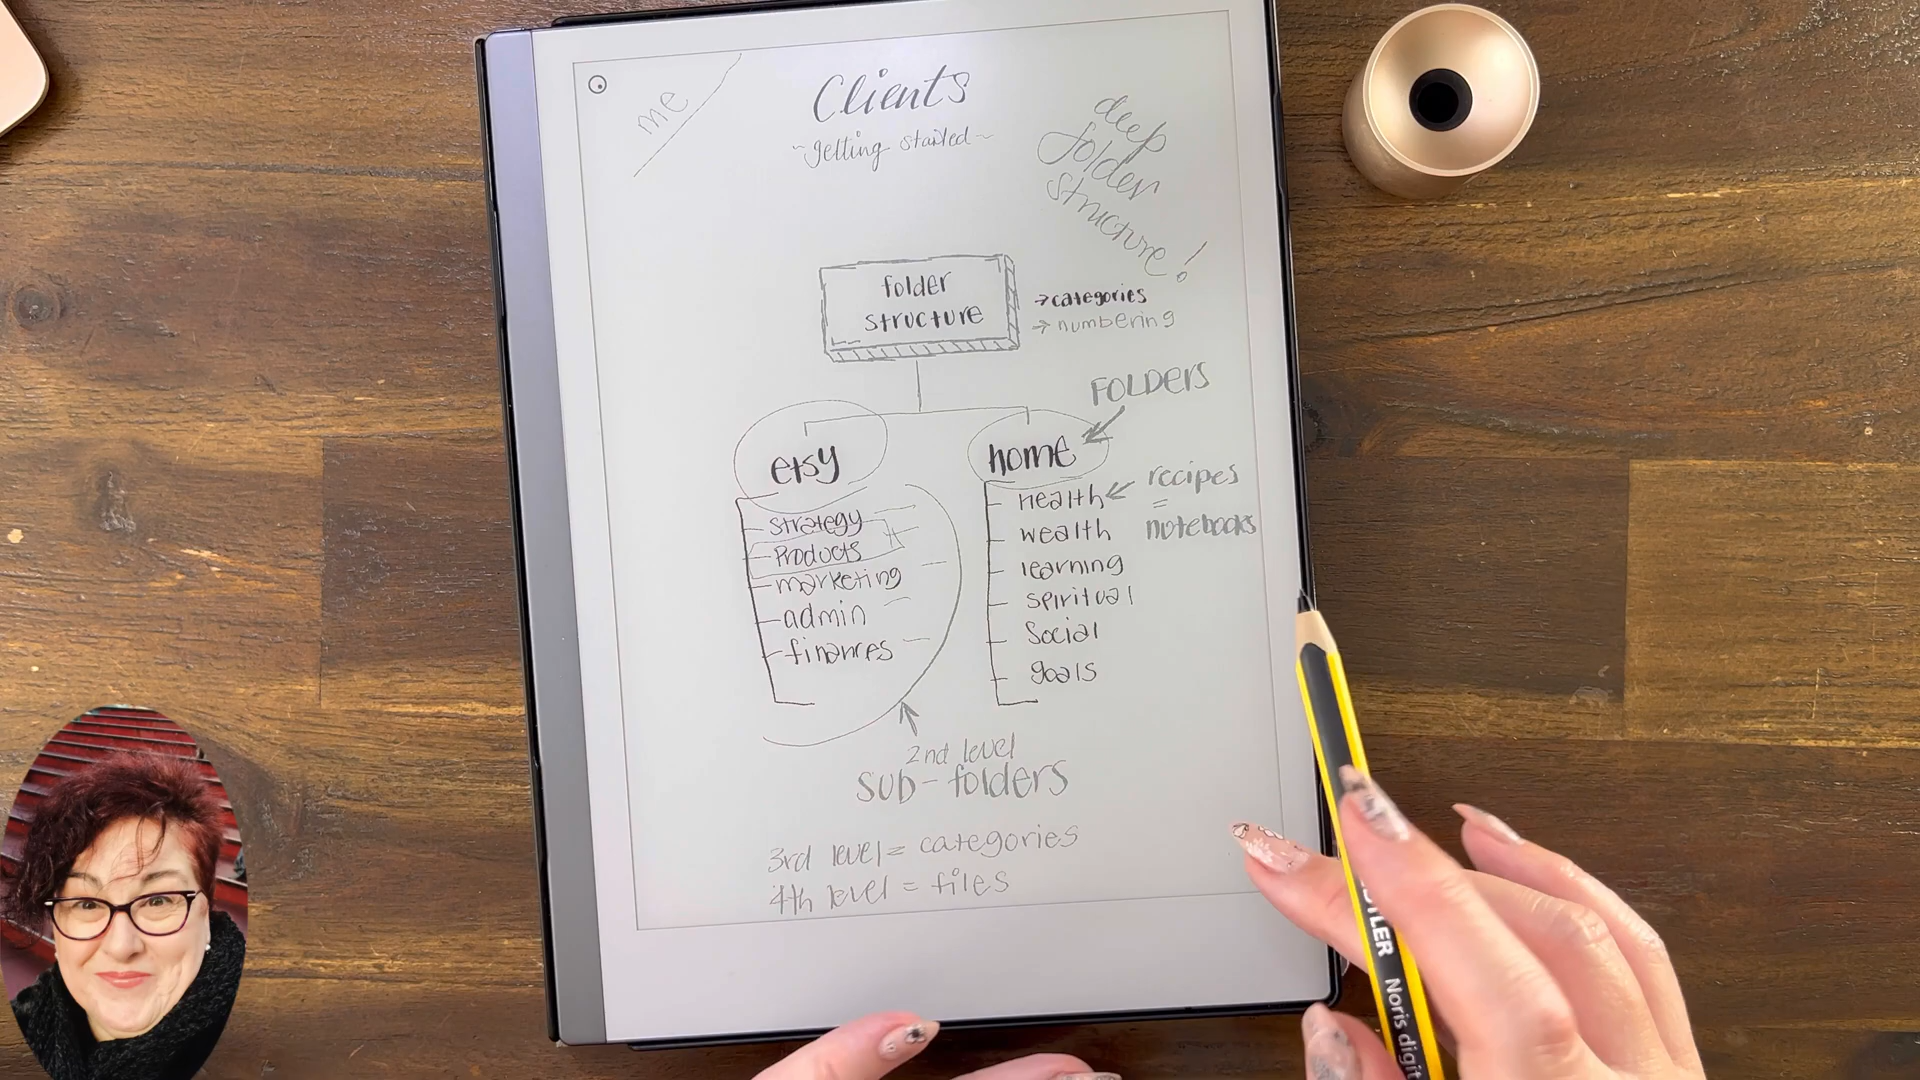 me
Clients
~getting started~
deep
folder
structure!
folder
structure
→categories
→ numbering
FOLDERS
etsy
strategy
Products
marketing
admin
finances
home
Health
wealth
learning
spiritual
Social
goals
recipes
=
notebooks
2nd level
SUB-folders
3rd level = categories
4th level = files
Noris digit